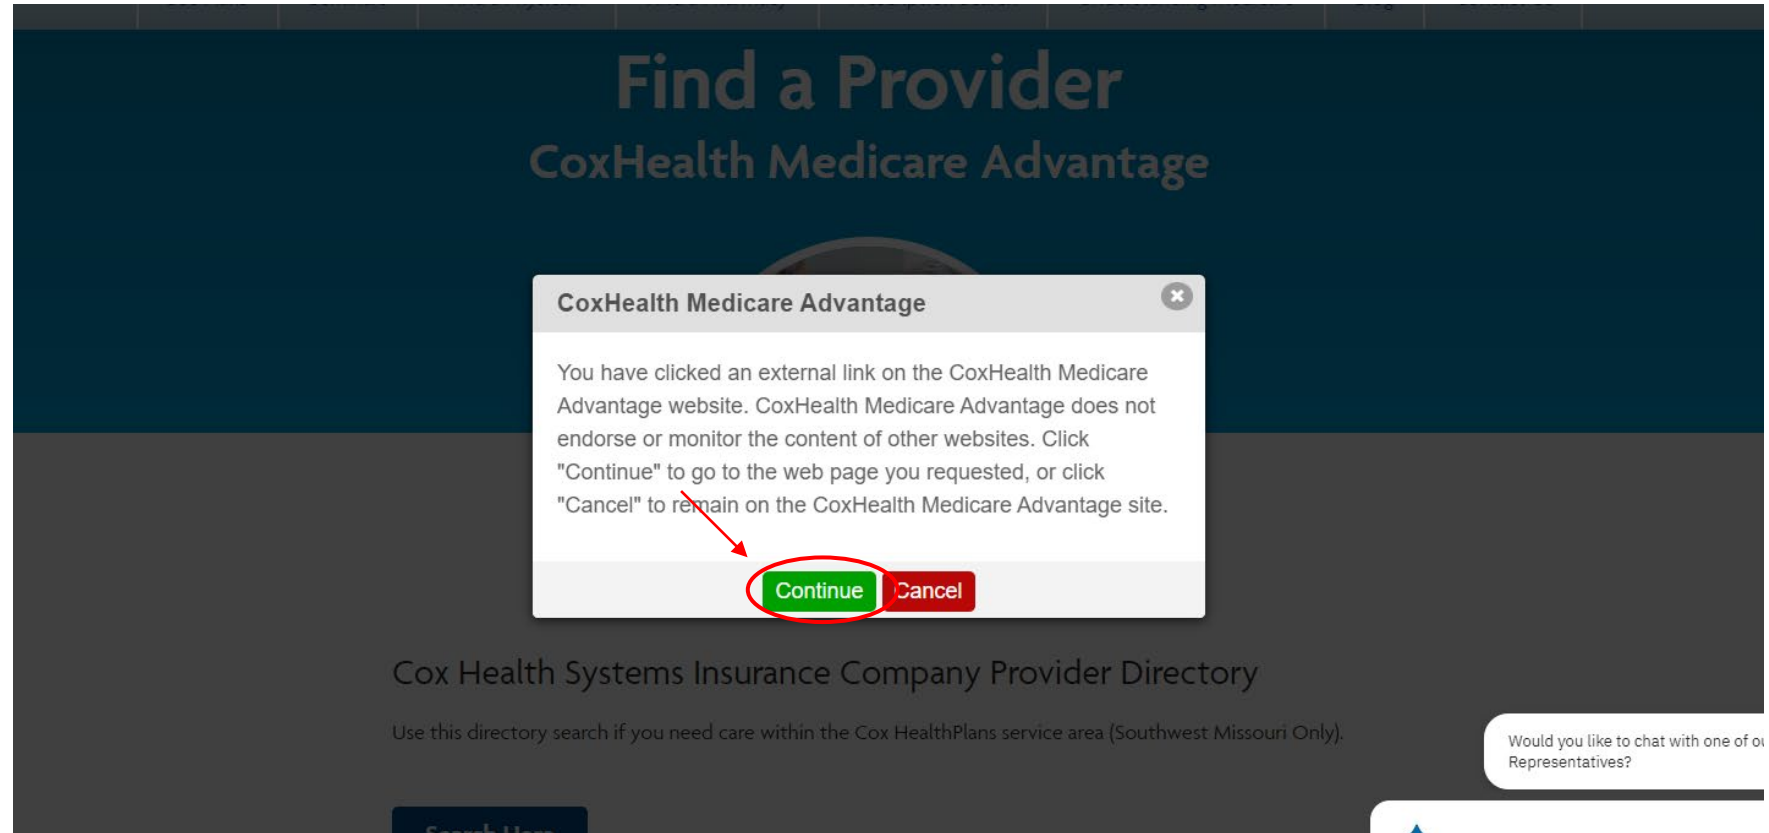 Find a Provider
CoxHealth Medicare Advantage
CoxHealth Medicare Advantage
You have clicked an external link on the CoxHealth Medicare
Advantage website. CoxHealth Medicare Advantage does not
endorse or monitor the content of other websites. Click
"Continue" to go to the web page you requested, or click
"Cancel" to remain on the CoxHealth Medicare Advantage site.
Continue Cancel
Cox Health Systems Insurance Company Provider Directory
Use this directory search if you need care within the Cox HealthPlans service area (Southwest Missouri Only).
Would you like to chat with one of
Representatives?
Search Here